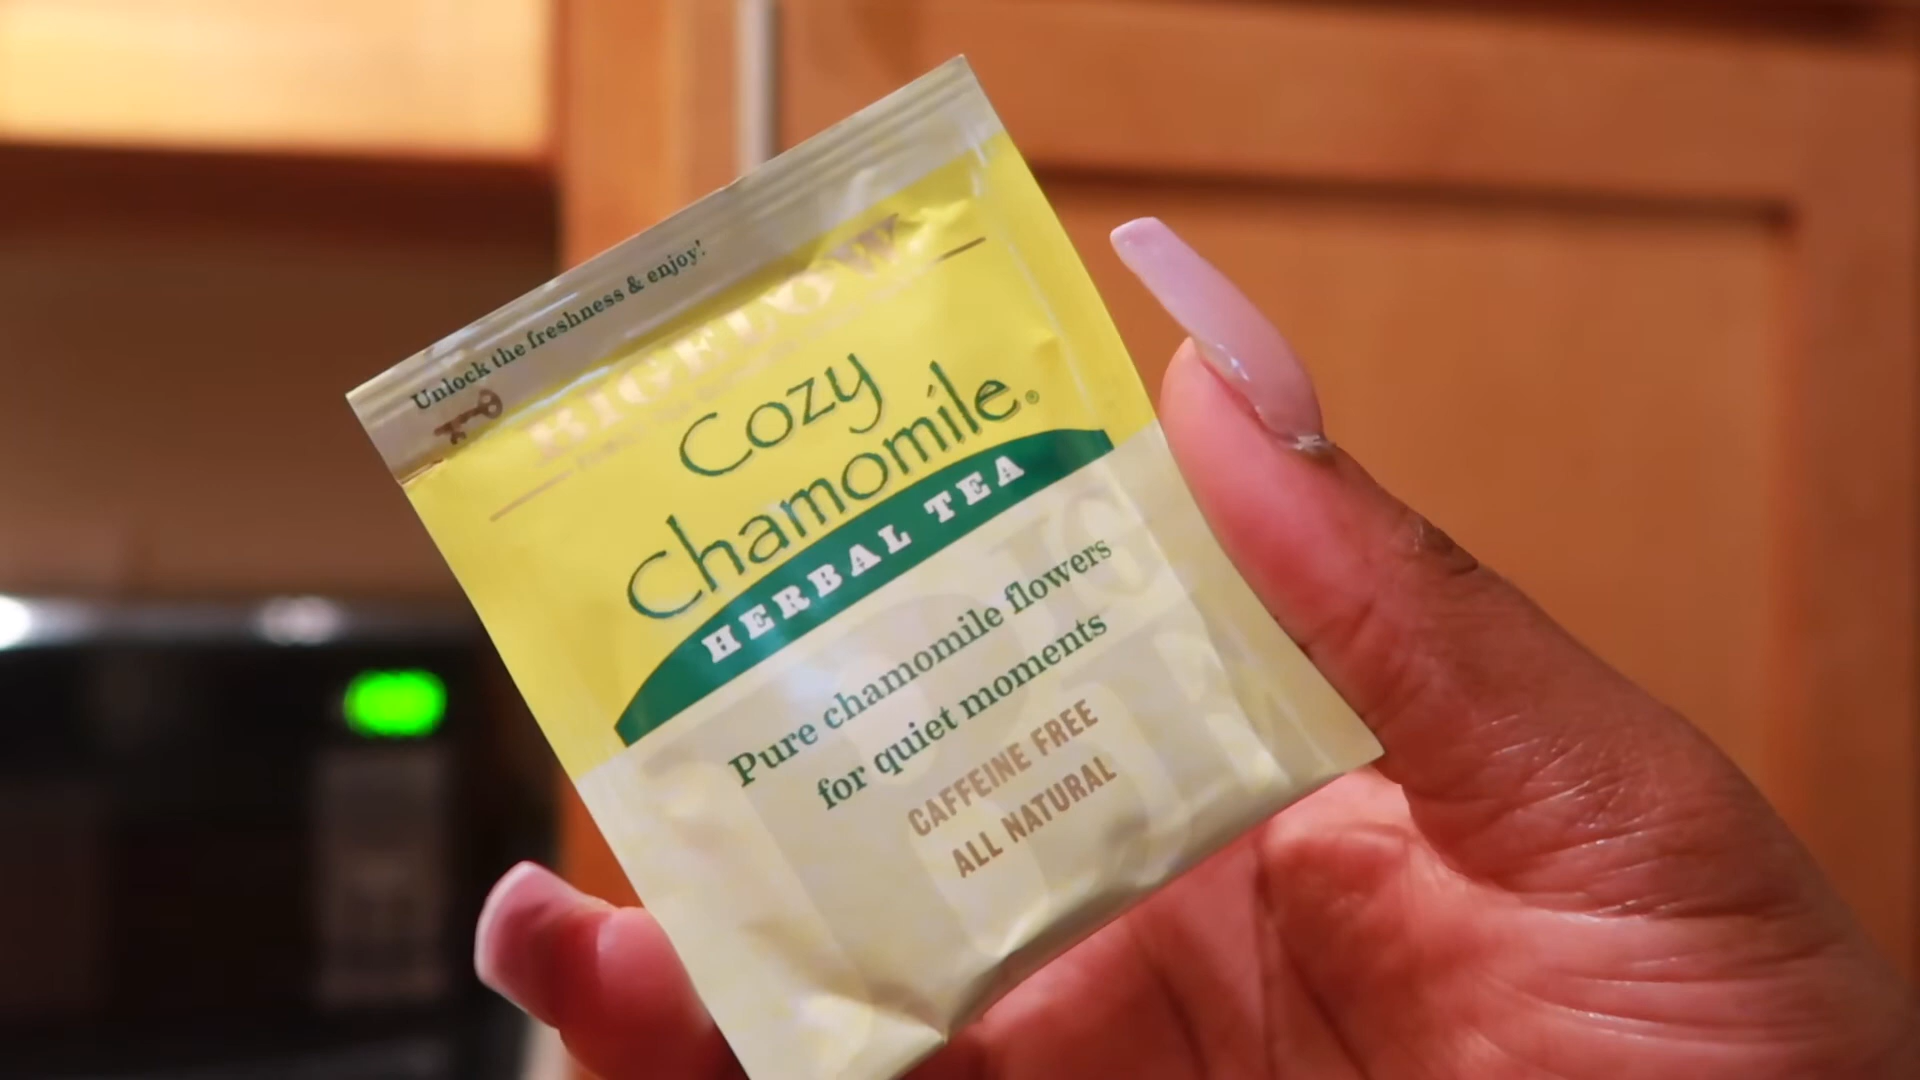 Unlock the freshness & enjoy!
BIGELOW
Cozy
Chamomile®
HERBAL TEA
Pure chamomile flowers
for quiet moments
CAFFEINE FREE
ALL NATURAL